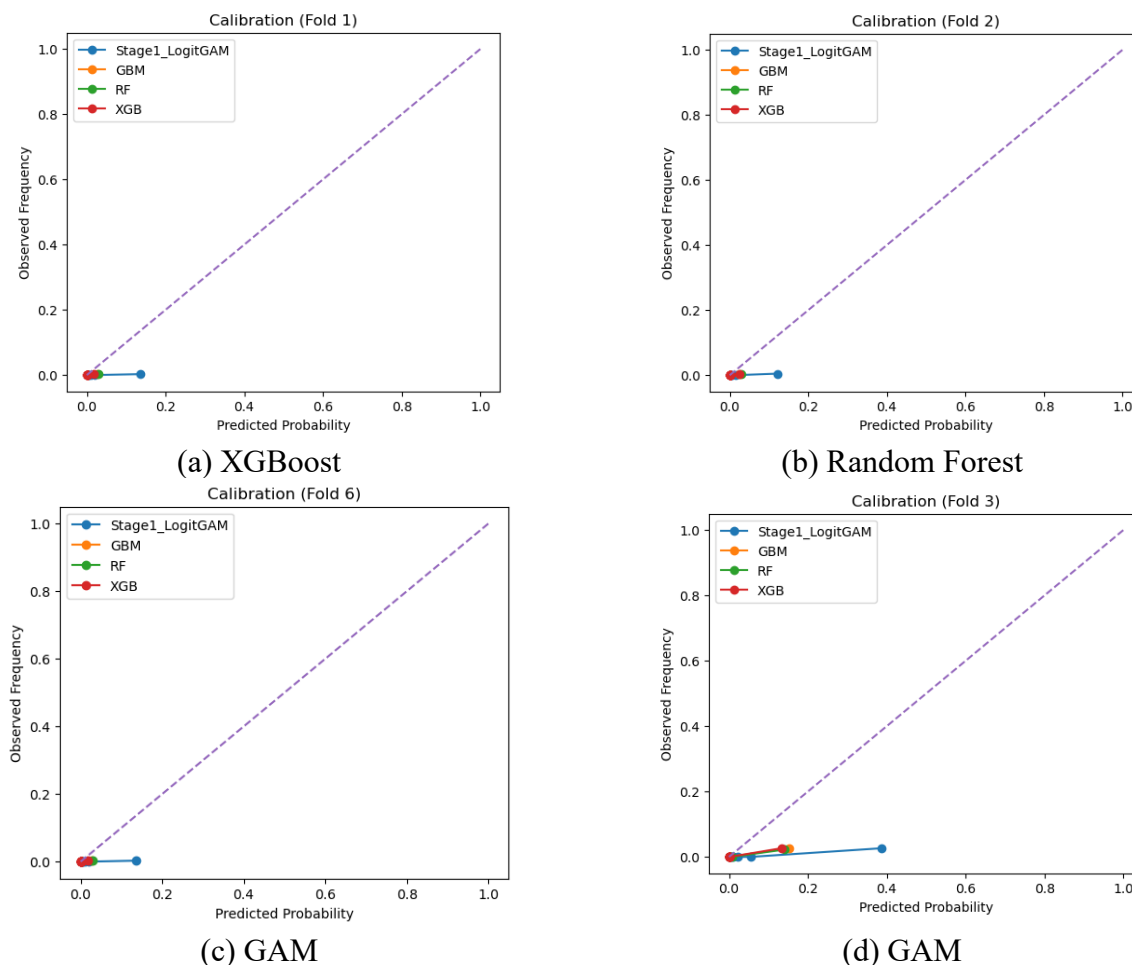 Calibration (Fold 1)
Stage1_LogitGAM
GBM
RF
XGB
1.0
0.8
0.6
0.4
0.2
0.0
Observed Frequency
0.0 0.2 0.4 0.6 0.8 1.0
Predicted Probability
(a) XGBoost
Calibration (Fold 2)
Stage1_LogitGAM
GBM
RF
XGB
1.0
0.8
0.6
0.4
0.2
0.0
Observed Frequency
0.0 0.2 0.4 0.6 0.8 1.0
Predicted Probability
(b) Random Forest
Calibration (Fold 6)
Stage1_LogitGAM
GBM
RF
XGB
1.0
0.8
0.6
0.4
0.2
0.0
Observed Frequency
0.0 0.2 0.4 0.6 0.8 1.0
Predicted Probability
(c) GAM
Calibration (Fold 3)
Stage1_LogitGAM
GBM
RF
XGB
1.0
0.8
0.6
0.4
0.2
0.0
Observed Frequency
0.0 0.2 0.4 0.6 0.8 1.0
Predicted Probability
(d) GAM